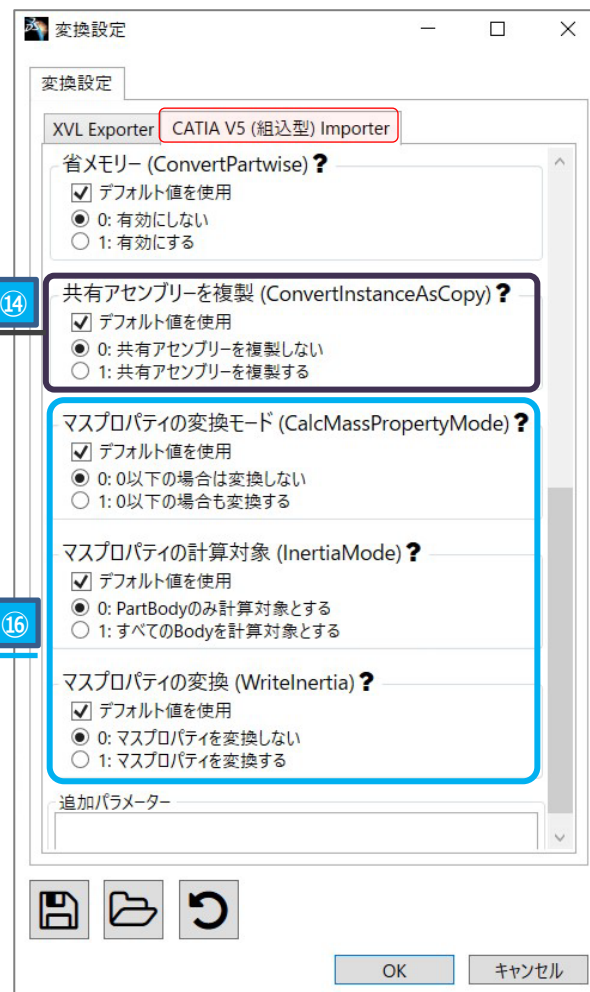 変換設定
変換設定
XVL Exporter CATIA V5 (組込型) Importer
省メモリー (ConvertPartwise) ?
デフォルト値を使用
0: 有効にしない
1: 有効にする
⑭
共有アセンブリーを複製 (ConvertInstanceAsCopy) ?
デフォルト値を使用
0: 共有アセンブリーを複製しない
1: 共有アセンブリーを複製する
マスプロパティの変換モード (CalcMassPropertyMode) ?
デフォルト値を使用
0: 0以下の場合は変換しない
1: 0以下の場合も変換する
マスプロパティの計算対象 (InertiaMode) ?
デフォルト値を使用
0: PartBodyのみ計算対象とする
⑯
1: すべてのBodyを計算対象とする
マスプロパティの変換 (WriteInertia) ?
デフォルト値を使用
0: マスプロパティを変換しない
1: マスプロパティを変換する
追加パラメーター
OK キャンセル